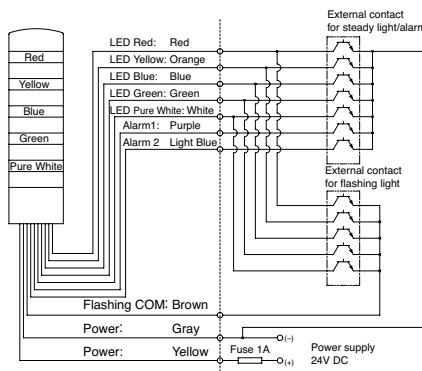 External contact
for steady light/alarm
LED Red: Red
LED Yellow: Orange
LED Blue: Blue
LED Green: Green
LED Pure White: White
Alarm1: Purple
Alarm 2 Light Blue
Red
Yellow
Blue
Green
Pure White
External contact
for flashing light
Flashing COM: Brown
Power: Gray
Power: Yellow
Fuse 1A
(−)
(+)
Power supply
24V DC